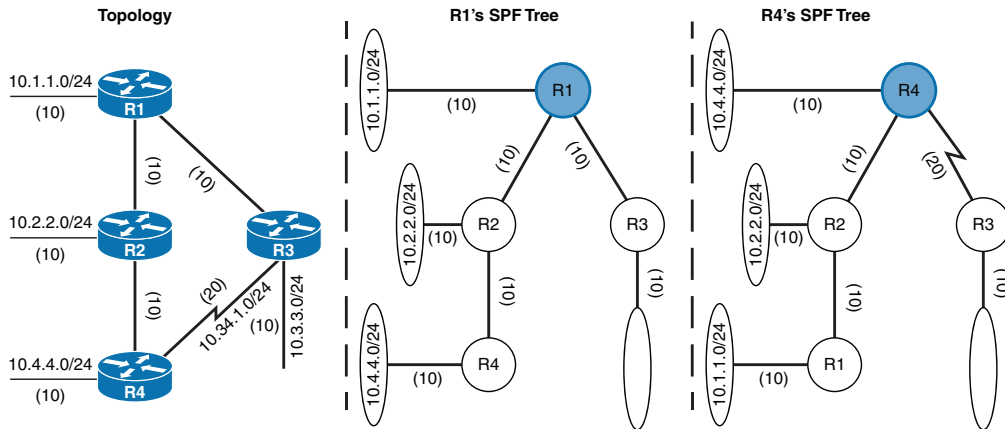 Topology
R1's SPF Tree
R4's SPF Tree
10.1.1.0/24
(10)
R1
(10)
(10)
10.2.2.0/24
(10)
R2
R3
(10)
(20)
10.34.1.0/24
(10)
10.3.3.0/24
10.4.4.0/24
(10)
R4
10.1.1.0/24
(10)
R1
(10)
(10)
10.2.2.0/24
(10)
R2
R3
(10)
(10)
10.4.4.0/24
(10)
R4
10.4.4.0/24
(10)
R4
(10)
(20)
10.2.2.0/24
(10)
R2
R3
(10)
(10)
10.1.1.0/24
(10)
R1